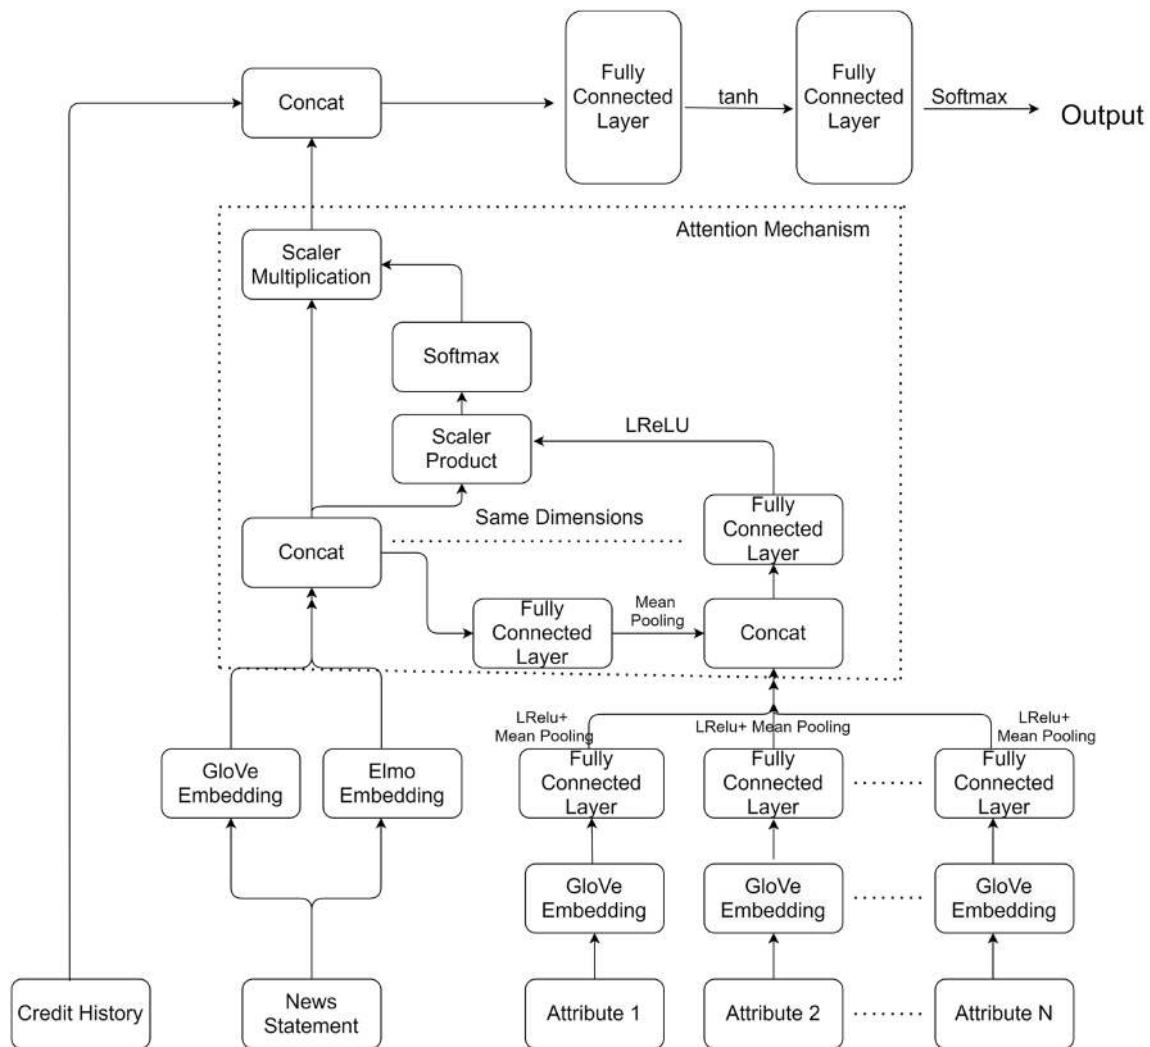 Fully
Connected
Layer
tanh
Fully
Connected
Layer
Softmax
Output
Concat
Attention Mechanism
Scaler
Multiplication
Softmax
Scaler
Product
LReLU
Same Dimensions
Fully
Connected
Layer
Concat
Fully
Connected
Layer
Mean
Pooling
Concat
LRelu+
Mean Pooling
LRelu+ Mean Pooling
LRelu+
Mean Pooling
GloVe
Embedding
Elmo
Embedding
Fully
Connected
Layer
Fully
Connected
Layer
Fully
Connected
Layer
GloVe
Embedding
GloVe
Embedding
GloVe
Embedding
Credit History
News
Statement
Attribute 1
Attribute 2
Attribute N